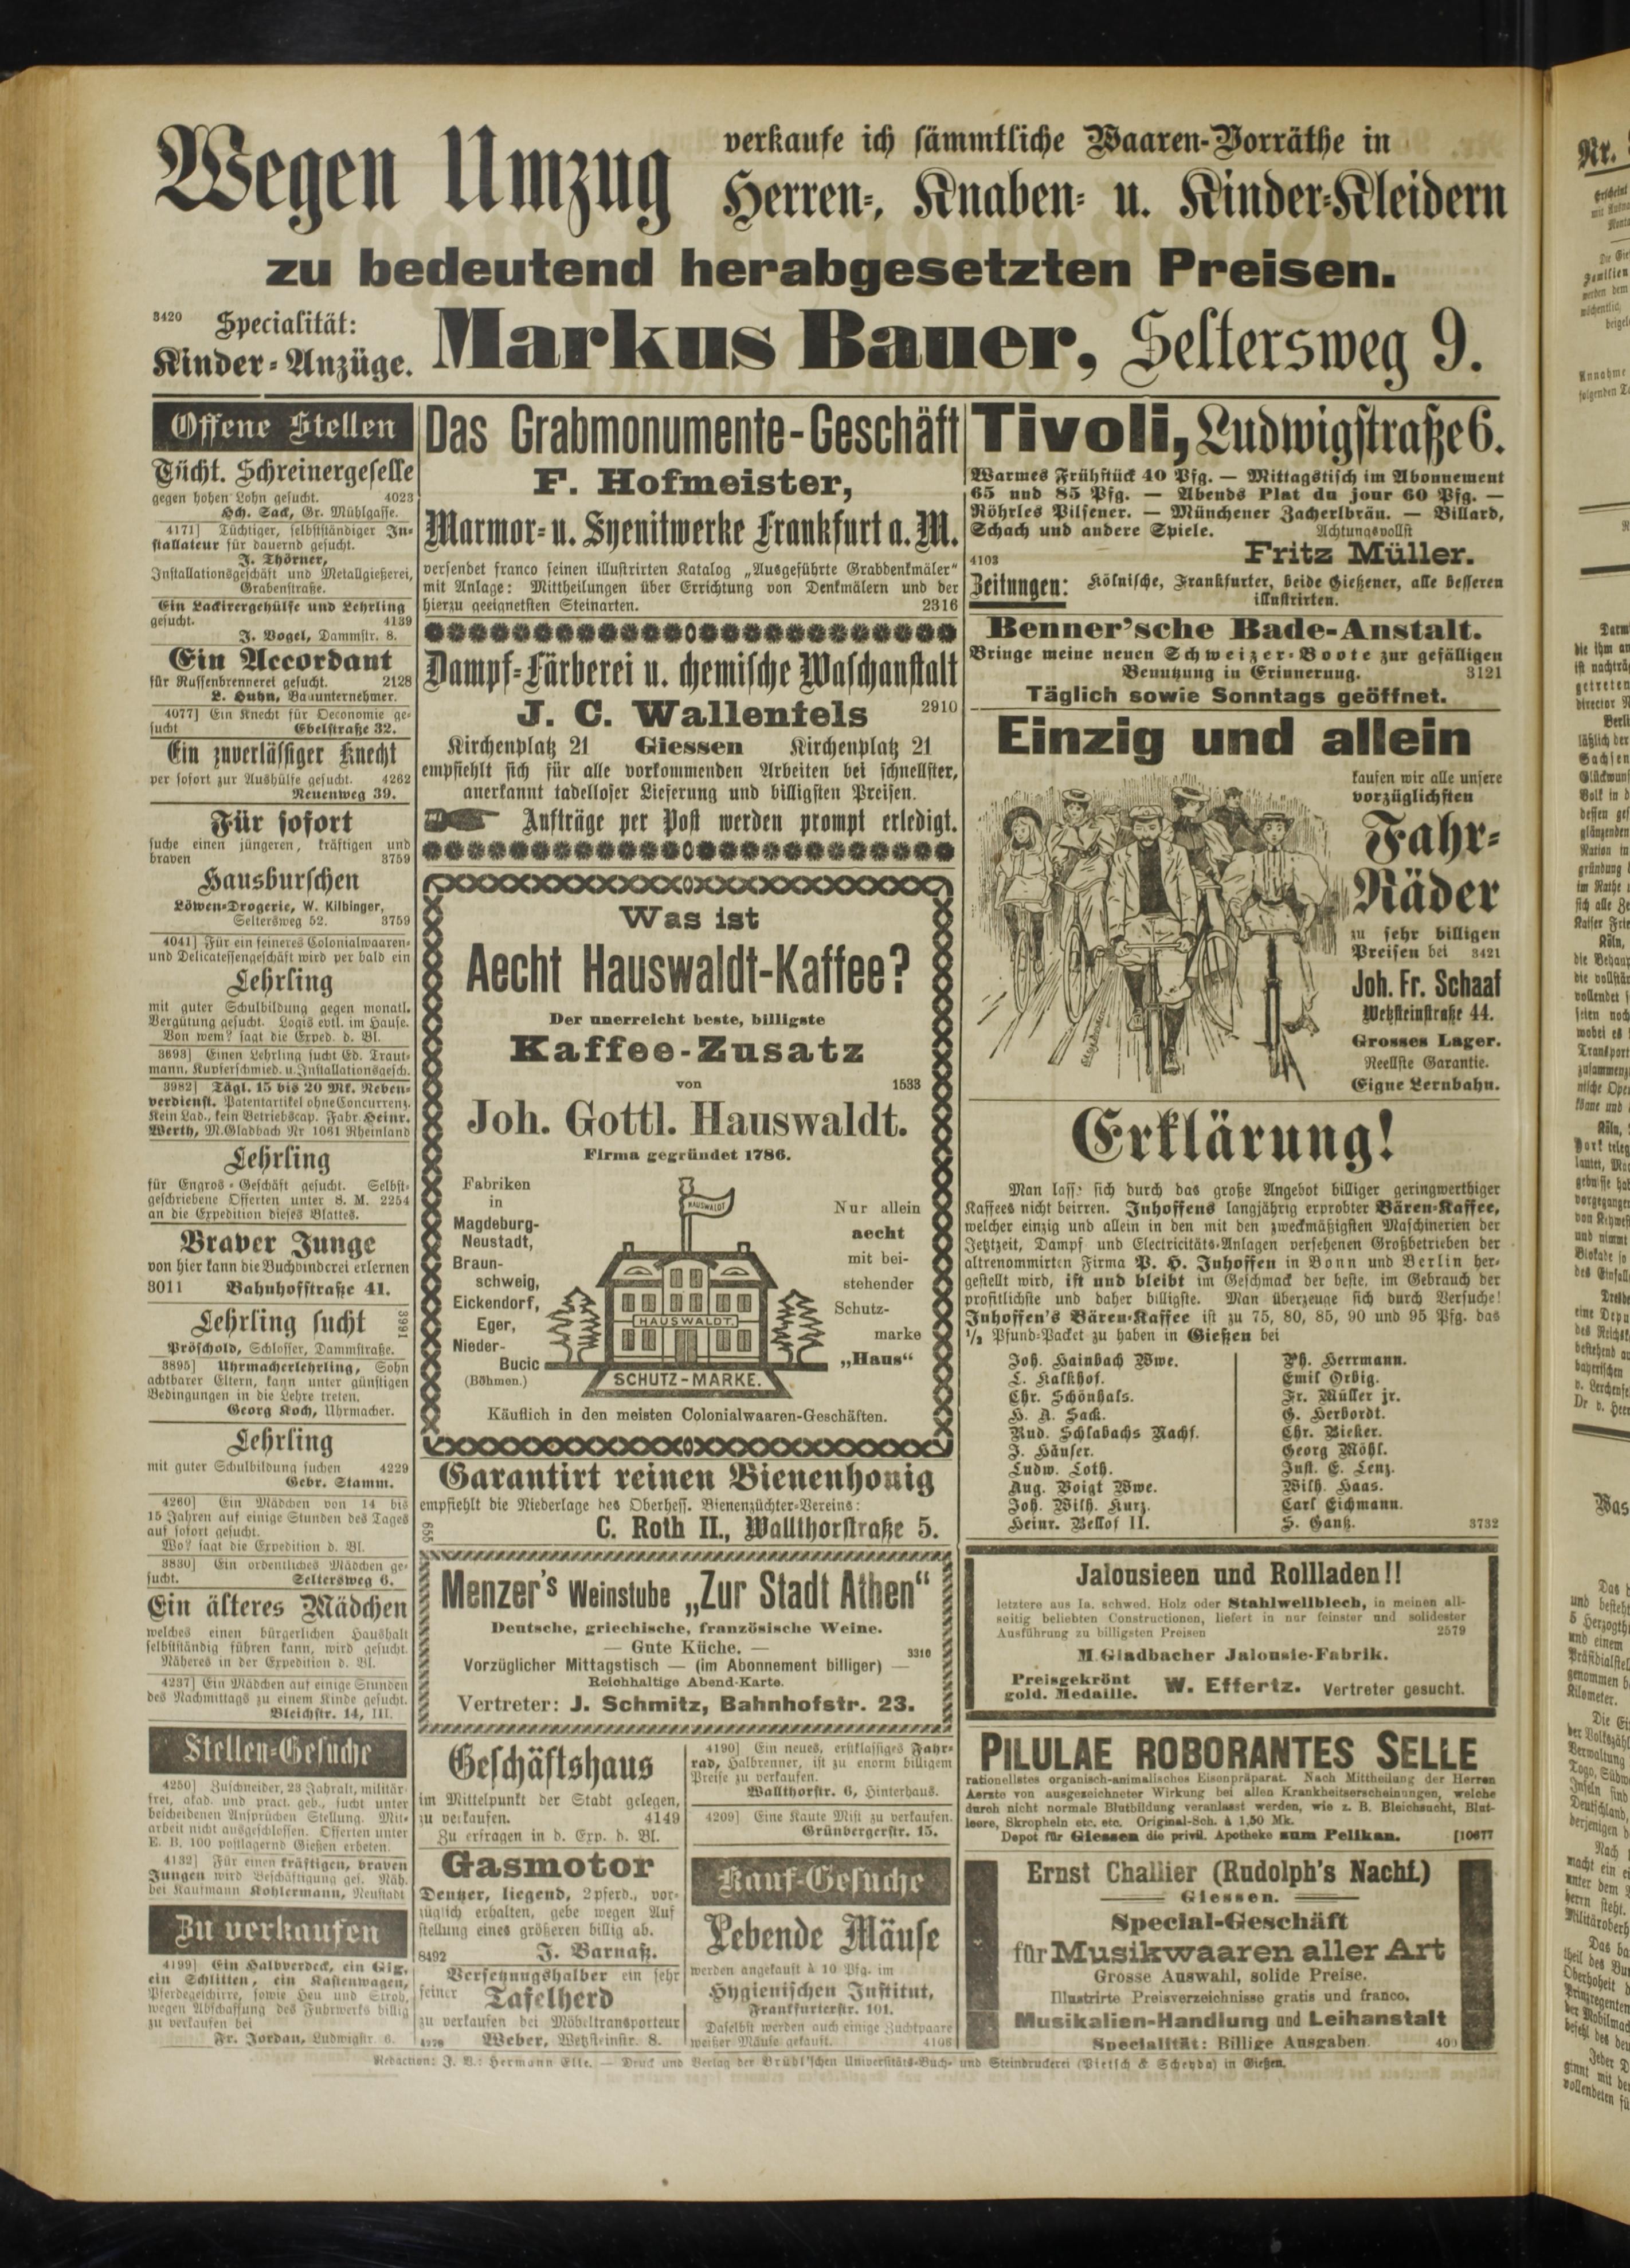 Wegen Umzug verkaufe ich sämmtliche Waaren-Vorräthe in
Herren-, Knaben- u. Kinder-Kleidern
zu bedeutend herabgesetzten Preisen.
3420 Specialität:
Kinder-Anzüge.
Markus Bauer, Seltersweg 9.
Offene Stellen
Tücht. Schreinergeselle
gegen hohen Lohn gesucht. 4023
Hch. Sack, Gr. Mühlgasse.
4171] Tüchtiger, selbstständiger In-
stallateur für dauernd gesucht.
J. Thörner,
Installationsgeschäft und Metallgießerei,
Grabenstraße.
Ein Lackirergehülfe und Lehrling
gesucht. 4139
J. Vogel, Dammstr. 8.
Ein Accordant
für Russenbrennerei gesucht. 2128
L. Huhn, Bauunternehmer.
4077] Ein Knecht für Oeconomie ge-
sucht Ebelstraße 32.
Ein zuverlässiger Knecht
per sofort zur Aushülfe gesucht. 4262
Neuenweg 39.
Für sofort
suche einen jüngeren, kräftigen und
braven 3759
Hausburschen
Löwen-Drogerie, W. Kilbinger,
Seltersweg 52. 3759
4041] Für ein feineres Colonialwaaren-
und Delicatessengeschäft wird per bald ein
Lehrling
mit guter Schulbildung gegen monatl.
Vergütung gesucht. Logis evtl. im Hause.
Von wem? sagt die Exped. d. Bl.
3693] Einen Lehrling sucht Ed. Traut-
mann, Kupferschmied. u. Installationsgesch.
3982] Tägl. 15 bis 20 Mk. Neben-
verdienst. Patentartikel ohne Concurrenz.
Kein Lad., kein Betriebscap. Fabr. Heinr.
Werth, M.Gladbach Nr 1061 Rheinland
Lehrling
für Engros-Geschäft gesucht. Selbst-
geschriebene Offerten unter S. M. 2254
an die Expedition dieses Blattes.
Braver Junge
von hier kann die Buchbinderei erlernen
3011 Bahnhofstraße 41.
Lehrling sucht 3991
Pröschold, Schlosser, Dammstraße.
3895] Uhrmacherlehrling, Sohn
achtbarer Eltern, kann unter günstigen
Bedingungen in die Lehre treten.
Georg Koch, Uhrmacher.
Lehrling
mit guter Schulbildung suchen 4229
Gebr. Stamm.
4260] Ein Mädchen von 14 bis
15 Jahren auf einige Stunden des Tages
auf sofort gesucht.
Wo? sagt die Expedition d. Bl.
3830] Ein ordentliches Mädchen ge-
sucht. Seltersweg 6.
Ein älteres Mädchen
welches einen bürgerlichen Haushalt
selbstständig führen kann, wird gesucht.
Näheres in der Expedition d. Bl.
4237] Ein Mädchen auf einige Stunden
des Nachmittags zu einem Kinde gesucht.
Bleichstr. 14, III.
Stellen-Gesuche
4250] Zuschneider, 23 Jahr alt, militär-
frei, akad. und pract. geb., sucht unter
bescheidenen Ansprüchen Stellung. Mit-
arbeit nicht ausgeschlossen. Offerten unter
E. B. 100 postlagernd Gießen erbeten.
4132] Für einen kräftigen, braven
Jungen wird Beschäftigung ges. Näh.
bei Kaufmann Kohlermann, Neustadt
Zu verkaufen
4199] Ein Halbverdeck, ein Gig,
ein Schlitten, ein Kastenwagen,
Pferdegeschirre, sowie Heu und Stroh,
wegen Abschaffung des Fuhrwerks billig
zu verkaufen bei
Fr. Jordan, Ludwigstr. 6.
Das Grabmonumente-Geschäft
F. Hofmeister,
Marmor- u. Syenitwerke Frankfurt a. M.
versendet franco seinen illustrirten Katalog „Ausgeführte Grabdenkmäler“
mit Anlage: Mittheilungen über Errichtung von Denkmälern und der
hierzu geeignetsten Steinarten. 2316
Dampf-Färberei u. chemische Waschanstalt
J. C. Wallenfels 2910
Kirchenplatz 21 Giessen Kirchenplatz 21
empfiehlt sich für alle vorkommenden Arbeiten bei schnellster,
anerkannt tadelloser Lieferung und billigsten Preisen.
Aufträge per Post werden prompt erledigt.
Was ist
Aecht Hauswaldt-Kaffee?
Der unerreicht beste, billigste
Kaffee-Zusatz
von 1533
Joh. Gottl. Hauswaldt.
Firma gegründet 1786.
Fabriken
in
Magdeburg-
Neustadt,
Braun-
schweig,
Eickendorf,
Eger,
Nieder-
Bucic
(Böhmen.)
HAUSWALDT
HAUSWALDT.
SCHUTZ-MARKE.
Nur allein
aecht
mit bei-
stehender
Schutz-
marke
„Haus“
Käuflich in den meisten Colonialwaaren-Geschäften.
Garantirt reinen Bienenhonig
empfiehlt die Niederlage des Oberhess. Bienenzüchter-Vereins:
655 C. Roth II., Wallthorstraße 5.
Menzer's Weinstube „Zur Stadt Athen“
Deutsche, griechische, französische Weine.
— Gute Küche. — 3310
Vorzüglicher Mittagstisch — (im Abonnement billiger) —
Reichhaltige Abend-Karte.
Vertreter: J. Schmitz, Bahnhofstr. 23.
Geschäftshaus
im Mittelpunkt der Stadt gelegen,
zu verkaufen. 4149
Zu erfragen in d. Exp. d. Bl.
Gasmotor
Deutzer, liegend, 2pferd., vor-
züglich erhalten, gebe wegen Auf
stellung eines größeren billig ab.
8492 J. Barnaß.
Versetzungshalber ein sehr
feiner Tafelherd
zu verkaufen bei Möbeltransporteur
Weber, Wetzsteinstr. 8.
4190] Ein neues, erstklassiges Fahr-
rad, Halbrenner, ist zu enorm billigem
Preise zu verkaufen.
Wallthorstr. 6, Hinterhaus.
4209] Eine Kaute Mist zu verkaufen.
Grünbergerstr. 15.
Kauf-Gesuche
Lebende Mäuse
werden angekauft à 10 Pfg. im
Hygienischen Institut,
Frankfurterstr. 101.
Daselbst werden auch einige Zuchtpaare
weißer Mäuse gekauft. 4106
Tivoli, Ludwigstraße 6.
Warmes Frühstück 40 Pfg. — Mittagstisch im Abonnement
65 und 85 Pfg. — Abends Plat du jour 60 Pfg. —
Röhrles Pilsener. — Münchener Zacherlbräu. — Billard,
Schach und andere Spiele. Achtungsvollst
4103 Fritz Müller.
Zeitungen: Kölnische, Frankfurter, beide Gießener, alle besseren
illustrirten.
Benner'sche Bade-Anstalt.
Bringe meine neuen Schweizer-Boote zur gefälligen
Benutzung in Erinnerung. 3121
Täglich sowie Sonntags geöffnet.
Einzig und allein
kaufen wir alle unsere
vorzüglichsten
Fahr-
Räder
zu sehr billigen
Preisen bei 3421
Joh. Fr. Schaaf
Wetzsteinstraße 44.
Grosses Lager.
Reellste Garantie.
Eigne Lernbahn.
Erklärung!
Man lasse sich durch das große Angebot billiger geringwerthiger
Kaffees nicht beirren. Inhoffens langjährig erprobter Bären-Kaffee,
welcher einzig und allein in den mit den zweckmäßigsten Maschinerien der
Jetztzeit, Dampf und Electricitäts-Anlagen versehenen Großbetrieben der
altrenommirten Firma P. H. Inhoffen in Bonn und Berlin her-
gestellt wird, ist und bleibt im Geschmack der beste, im Gebrauch der
profitlichste und daher billigste. Man überzeuge sich durch Versuche!
Inhoffen's Bären-Kaffee ist zu 75, 80, 85, 90 und 95 Pfg. das
½ Pfund-Packet zu haben in Gießen bei
Joh. Hainbach Wwe.
L. Kalkhof.
Chr. Schönhals.
H. A. Sack.
Rud. Schlabachs Nachf.
J. Häuser.
Ludw. Loth.
Aug. Voigt Wwe.
Joh. Wilh. Kurz.
Heinr. Bellof II.
Ph. Herrmann.
Emil Orbig.
Fr. Müller jr.
G. Herbordt.
Chr. Bieker.
Georg Möhl.
Just. E. Lenz.
Wilh. Haas.
Carl Eichmann.
S. Ganß. 3732
Jalousieen und Rollladen!!
letztere aus Ia. schwed. Holz oder Stahlwellblech, in meinen all-
seitig beliebten Constructionen, liefert in nur feinster und solidester
Ausführung zu billigsten Preisen 2579
M.Gladbacher Jalousie-Fabrik.
Preisgekrönt
gold. Medaille. W. Effertz. Vertreter gesucht.
PILULAE ROBORANTES SELLE
rationellstes organisch-animalisches Eisenpräparat. Nach Mittheilung der Herren
Aerzte von ausgezeichneter Wirkung bei allen Krankheitserscheinungen, welche
durch nicht normale Blutbildung veranlasst werden, wie z. B. Bleichsucht, Blut-
leere, Skropheln etc. etc. Original-Sch. à 1,50 Mk.
Depot für Giessen die privil. Apotheke zum Pelikan. [10677
Ernst Challier (Rudolph's Nachf.)
Giessen.
Special-Geschäft
für Musikwaaren aller Art
Grosse Auswahl, solide Preise.
Illustrirte Preisverzeichnisse gratis und franco.
Musikalien-Handlung und Leihanstalt
Specialität: Billige Ausgaben.
Redaction: J. V.: Hermann Elle. — Druck und Verlag der Brühl'schen Universitäts-Buch- und Steindruckerei (Pietsch & Scheyda) in Gießen.